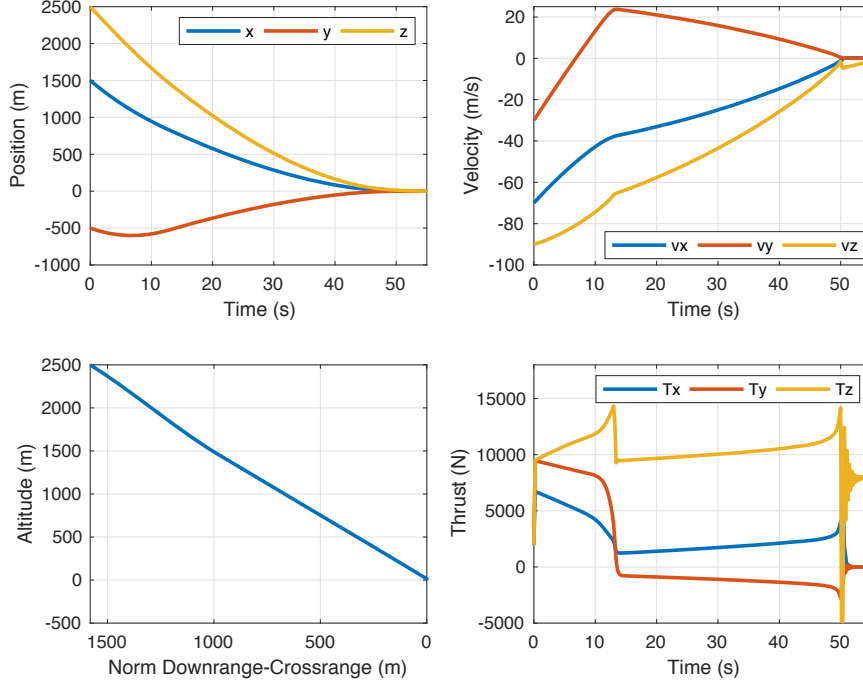 2500
2000
1500
1000
500
0
-500
-1000
x y z
Position (m)
0 10 20 30 40 50
Time (s)
20
0
-20
-40
-60
-80
-100
vx vy vz
Velocity (m/s)
0 10 20 30 40 50
Time (s)
2500
2000
1500
1000
500
0
-500
Altitude (m)
1500 1000 500 0
Norm Downrange-Crossrange (m)
15000
10000
5000
0
-5000
Tx Ty Tz
Thrust (N)
0 10 20 30 40 50
Time (s)